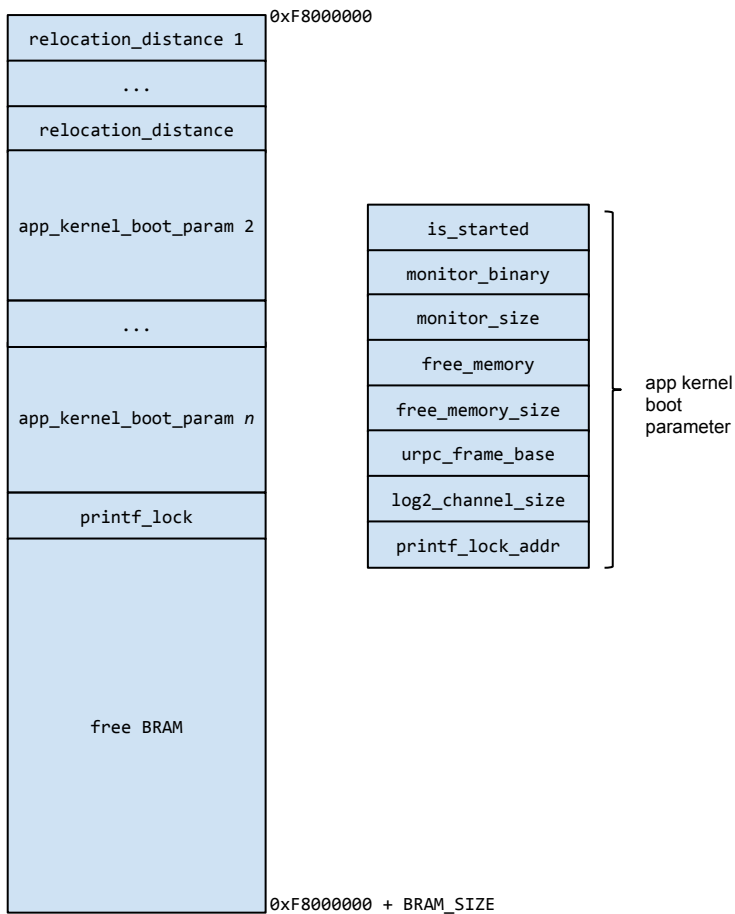 0xF8000000
relocation_distance 1
...
relocation_distance
app_kernel_boot_param 2
...
app_kernel_boot_param n
printf_lock
free BRAM
0xF8000000 + BRAM_SIZE
is_started
monitor_binary
monitor_size
free_memory
free_memory_size
urpc_frame_base
log2_channel_size
printf_lock_addr
app kernel
boot
parameter